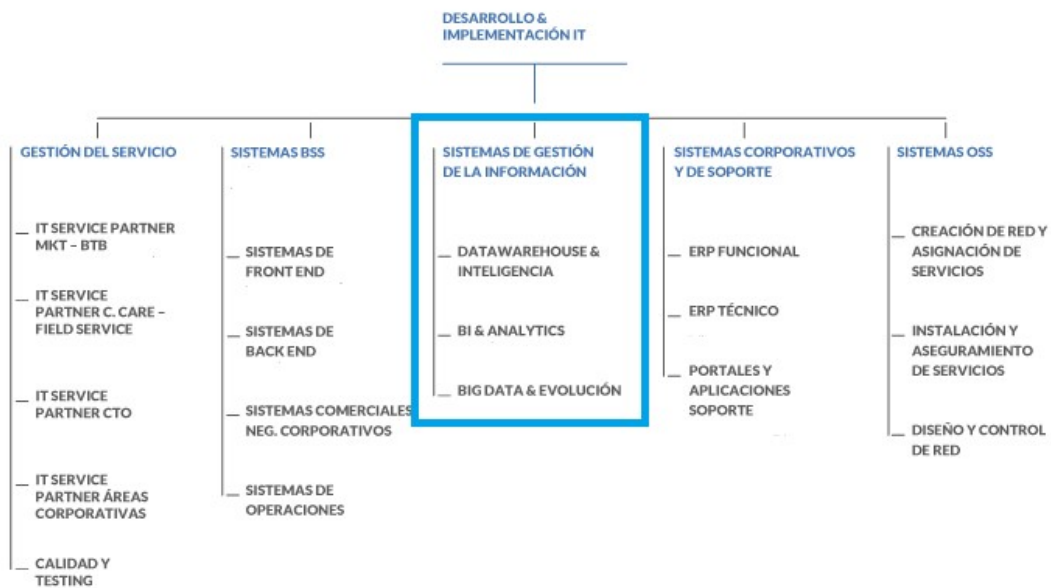 DESARROLLO &
IMPLEMENTACIÓN IT
GESTIÓN DEL SERVICIO
IT SERVICE PARTNER
MKT – BTB
IT SERVICE
PARTNER C. CARE –
FIELD SERVICE
IT SERVICE
PARTNER CTO
IT SERVICE
PARTNER ÁREAS
CORPORATIVAS
CALIDAD Y
TESTING
SISTEMAS BSS
SISTEMAS DE
FRONT END
SISTEMAS DE
BACK END
SISTEMAS COMERCIALES
NEG. CORPORATIVOS
SISTEMAS DE
OPERACIONES
SISTEMAS DE GESTIÓN
DE LA INFORMACIÓN
DATAWAREHOUSE &
INTELIGENCIA
BI & ANALYTICS
BIG DATA & EVOLUCIÓN
SISTEMAS CORPORATIVOS
Y DE SOPORTE
ERP FUNCIONAL
ERP TÉCNICO
PORTALES Y
APLICACIONES
SOPORTE
SISTEMAS OSS
CREACIÓN DE RED Y
ASIGNACIÓN DE
SERVICIOS
INSTALACIÓN Y
ASEGURAMIENTO
DE SERVICIOS
DISEÑO Y CONTROL
DE RED